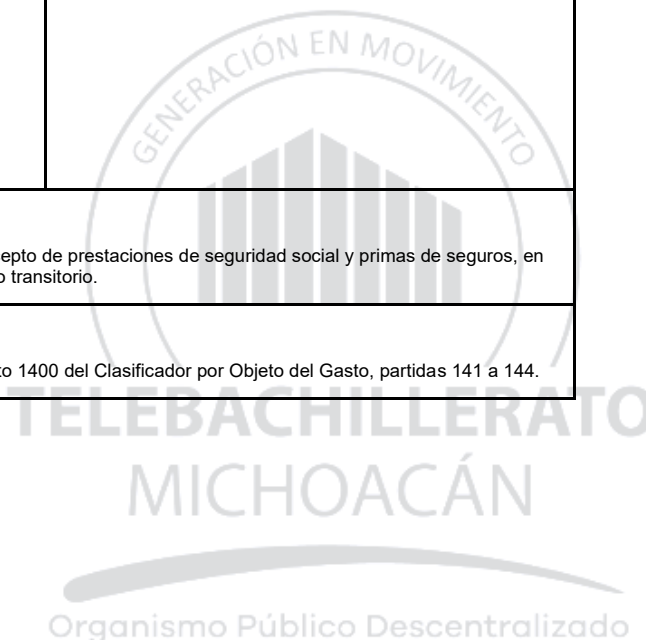 GENERACIÓN EN MOVIMIENTO
epto de prestaciones de seguridad social y primas de seguros, en
o transitorio.
to 1400 del Clasificador por Objeto del Gasto, partidas 141 a 144.
TELEBACHILLERATO
MICHOACÁN
Organismo Público Descentralizado